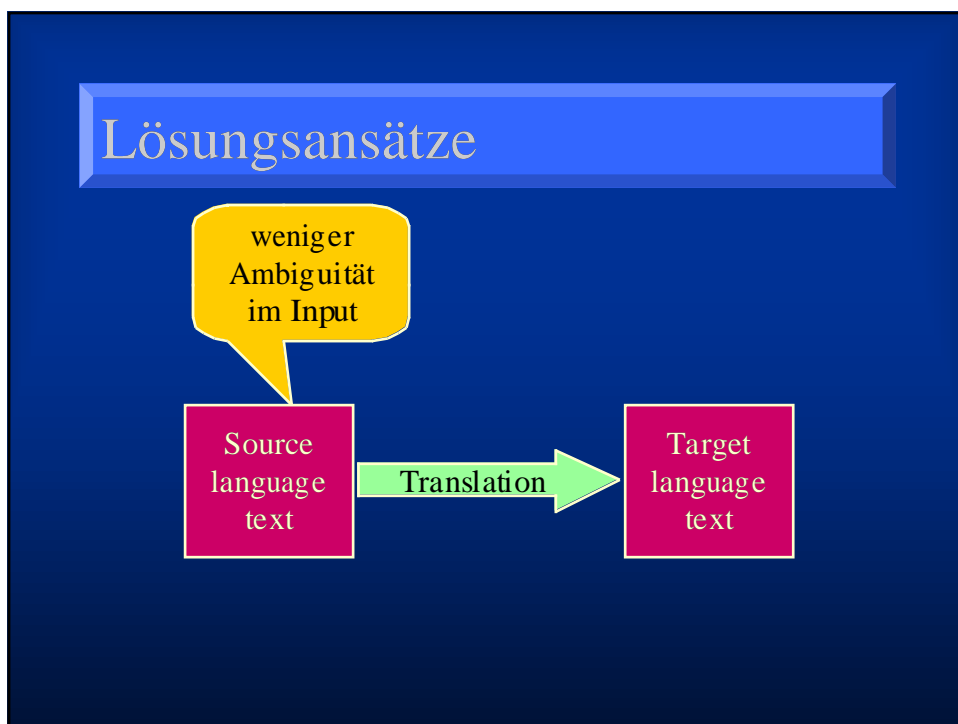 Lösungsansätze
weniger
Ambiguität
im Input
Source
language
text
Translation
Target
language
text